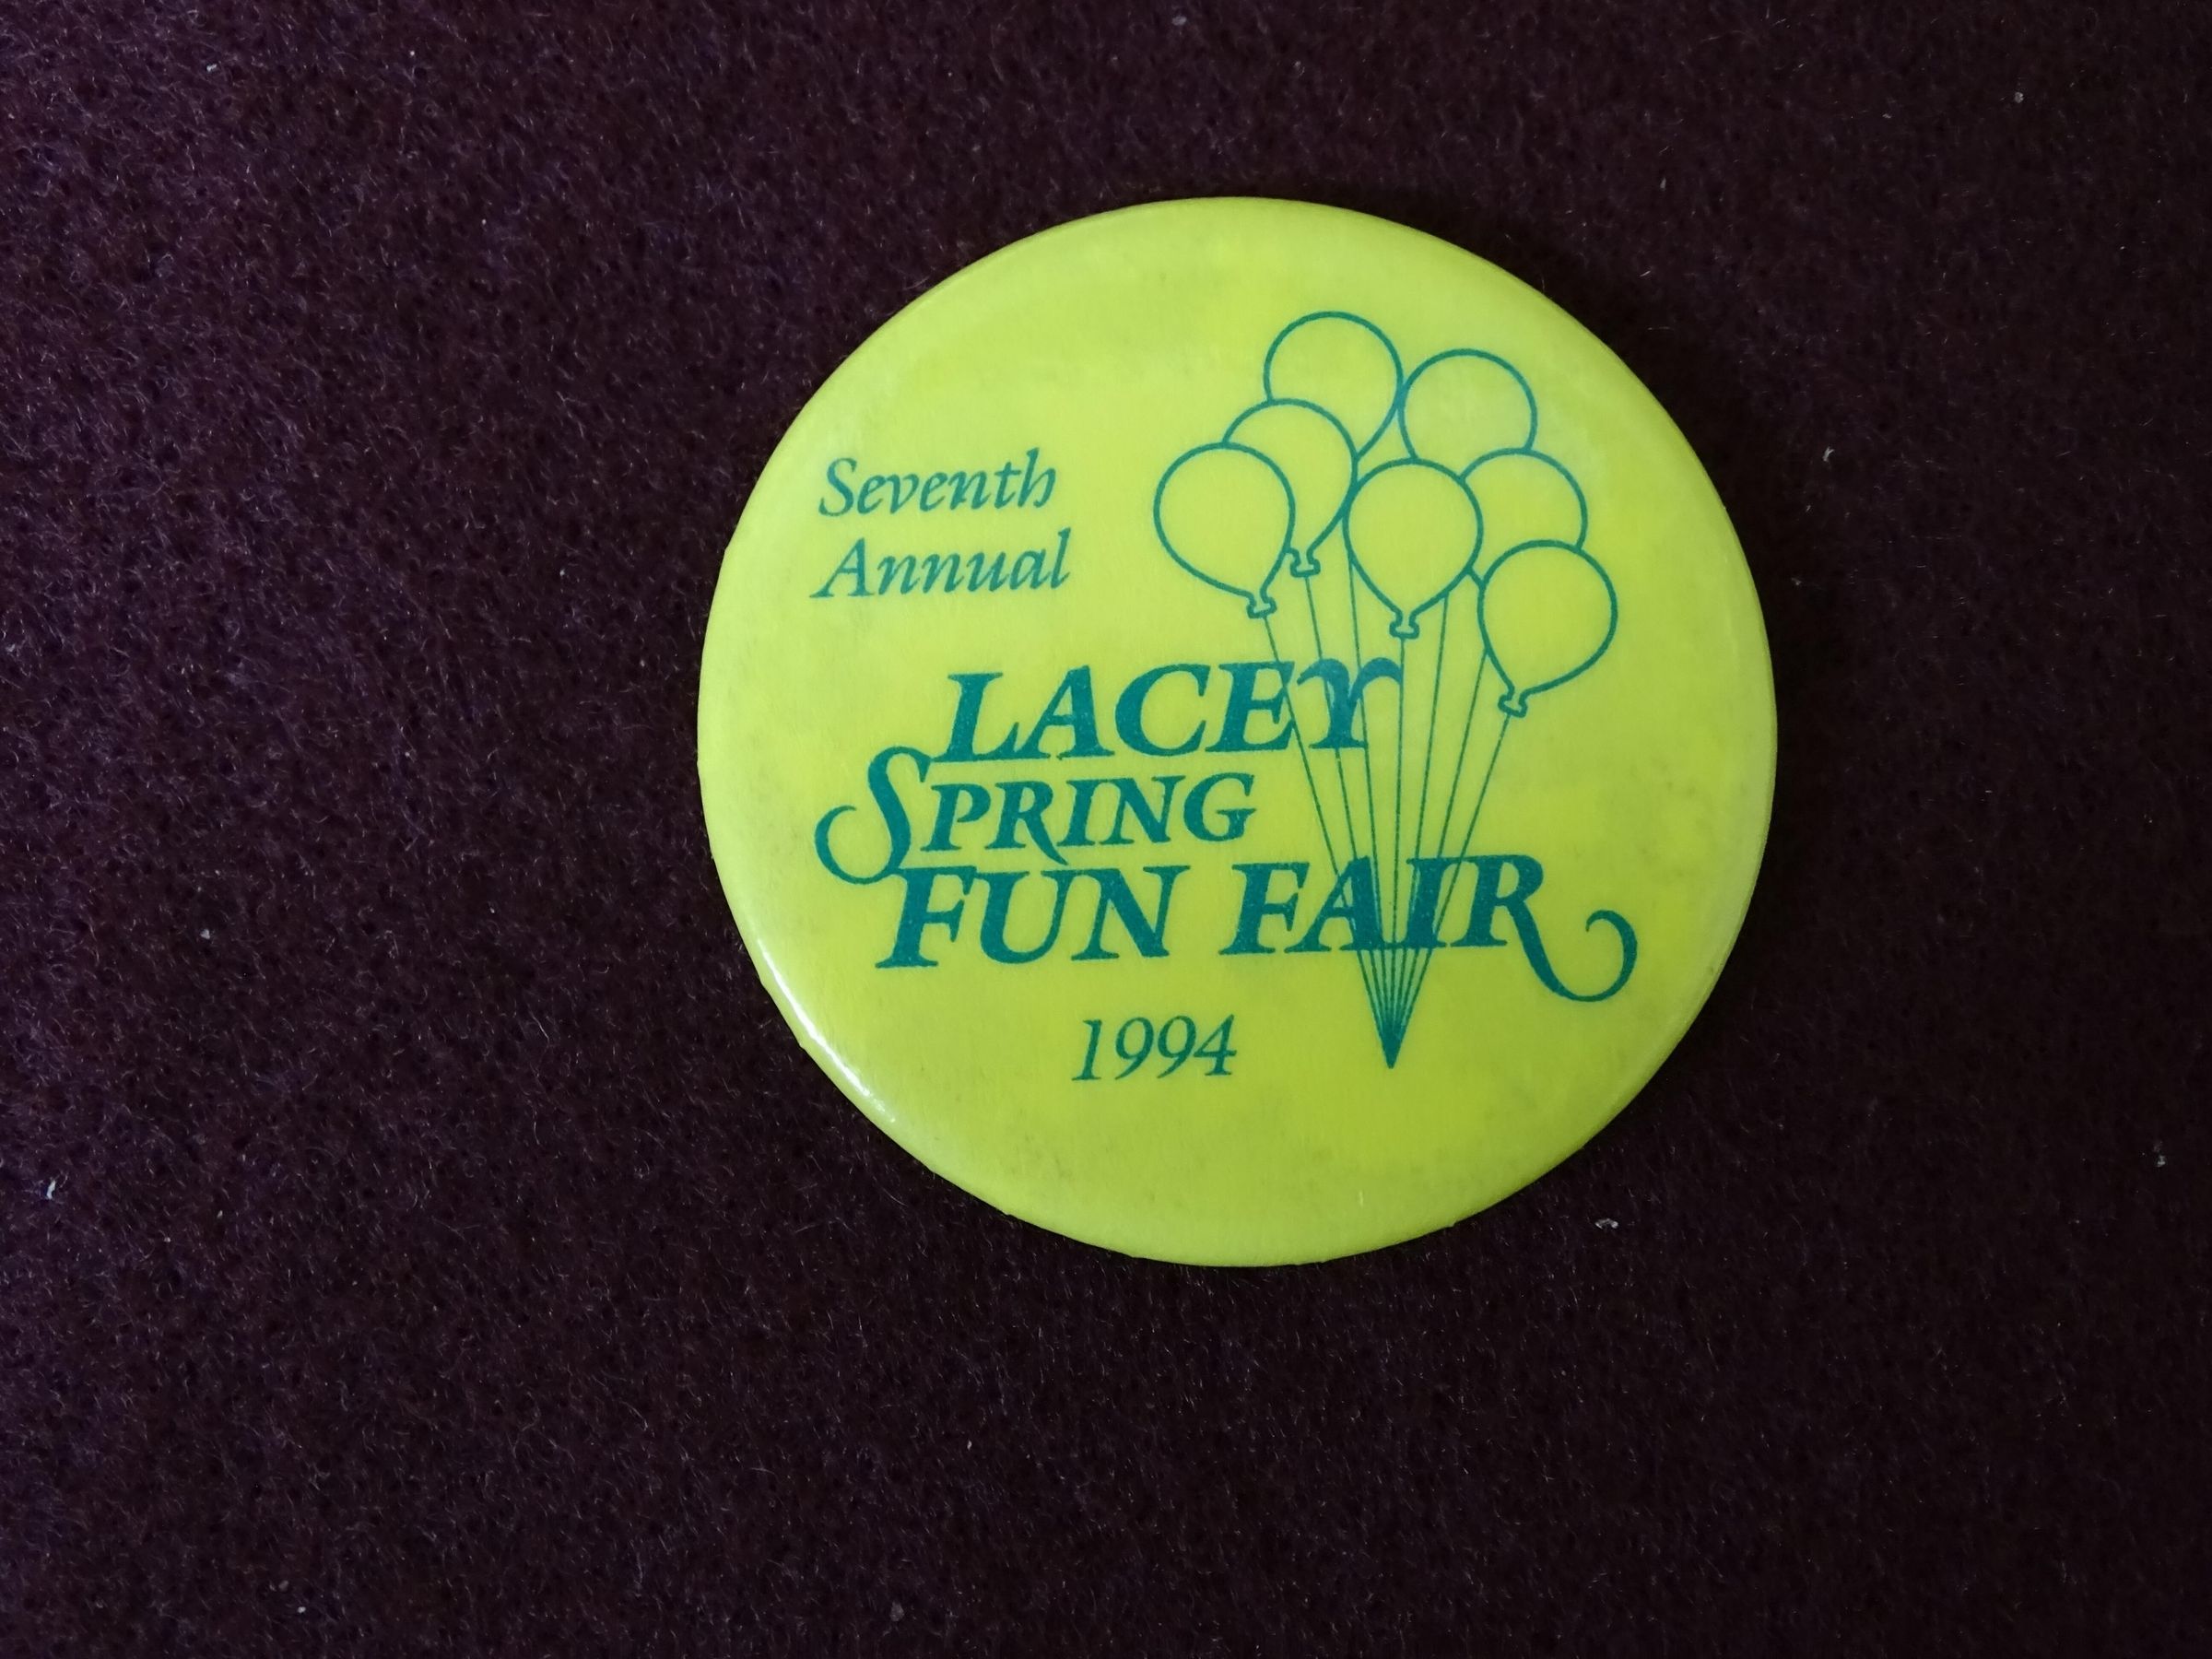 Seventh
Annual
LACEY
SPRING
FUN FAIR
1994